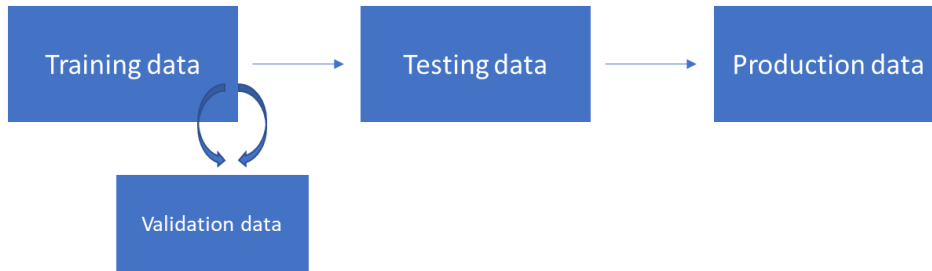 Training data
Testing data
Production data
Validation data